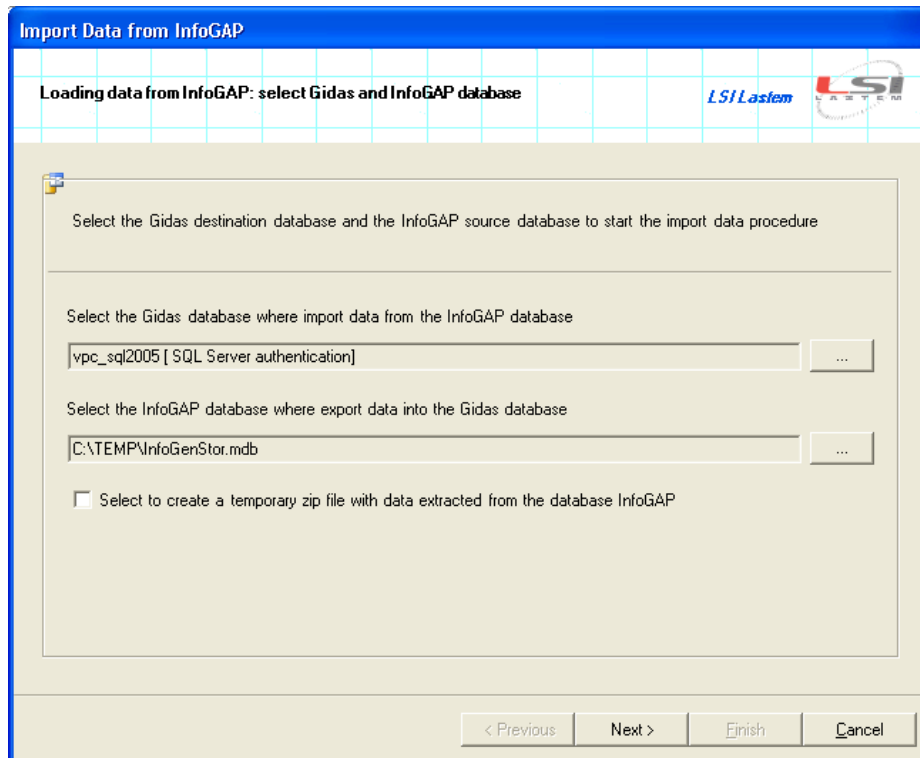 Import Data from InfoGAP
Loading data from InfoGAP: select Gidas and InfoGAP database
LSI Lastem
LSI
LASTEM
Select the Gidas destination database and the InfoGAP source database to start the import data procedure
Select the Gidas database where import data from the InfoGAP database
vpc_sql2005 [ SQL Server authentication]
...
Select the InfoGAP database where export data into the Gidas database
C:\TEMP\InfoGenStor.mdb
...
Select to create a temporary zip file with data extracted from the database InfoGAP
< Previous
Next >
Finish
Cancel